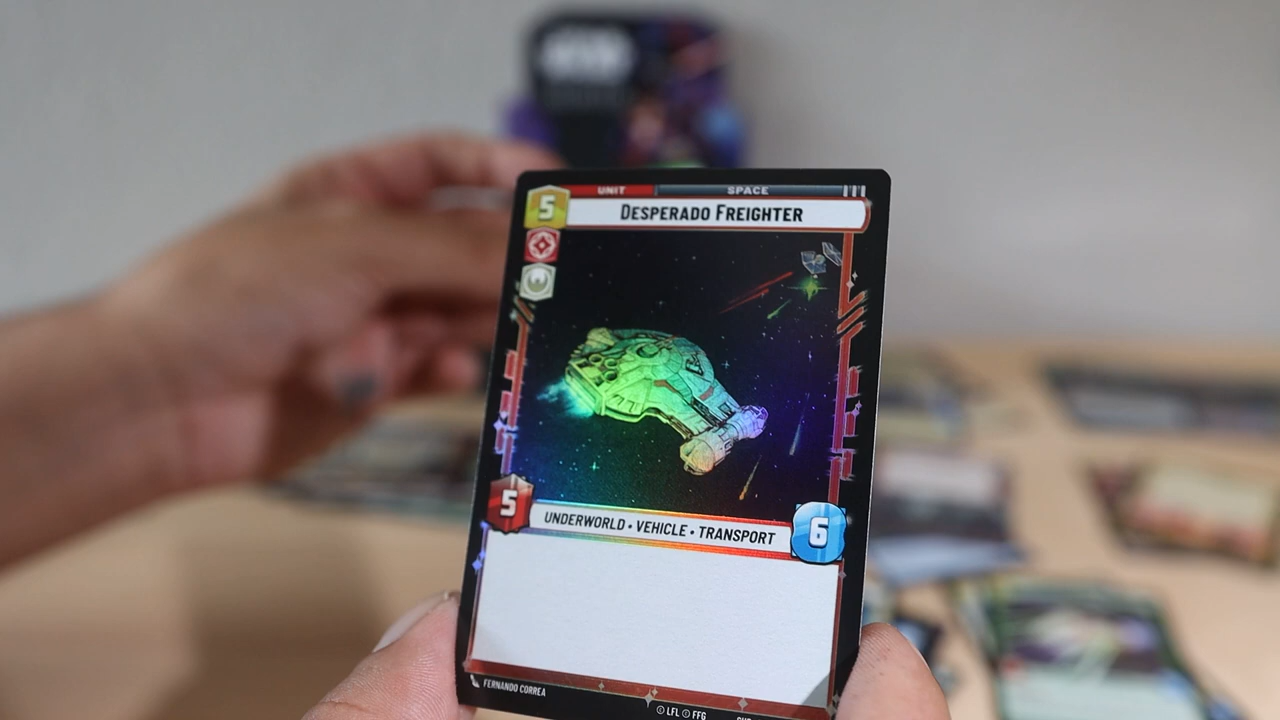 UNIT SPACE
5 DESPERADO FREIGHTER
5 UNDERWORLD • VEHICLE • TRANSPORT 6
FERNANDO CORREA
© LFL © FFG